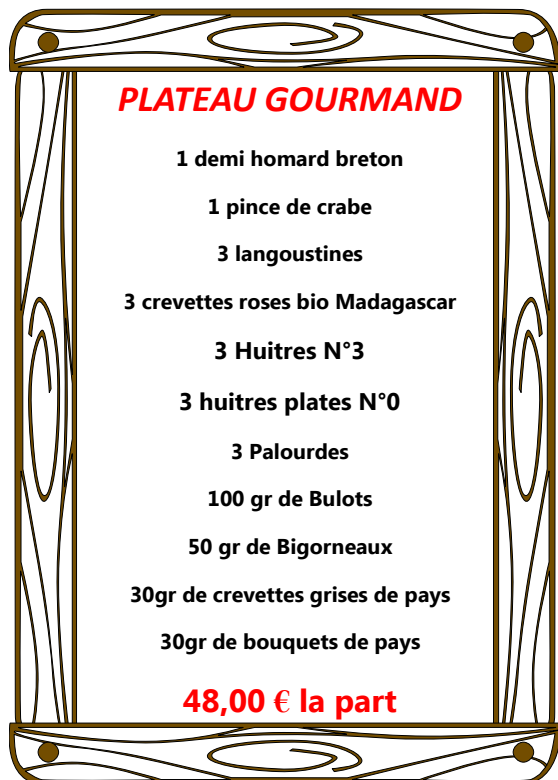 PLATEAU GOURMAND
1 demi homard breton
1 pince de crabe
3 langoustines
3 crevettes roses bio Madagascar
3 Huitres N°3
3 huitres plates N°0
3 Palourdes
100 gr de Bulots
50 gr de Bigorneaux
30gr de crevettes grises de pays
30gr de bouquets de pays
48,00 € la part